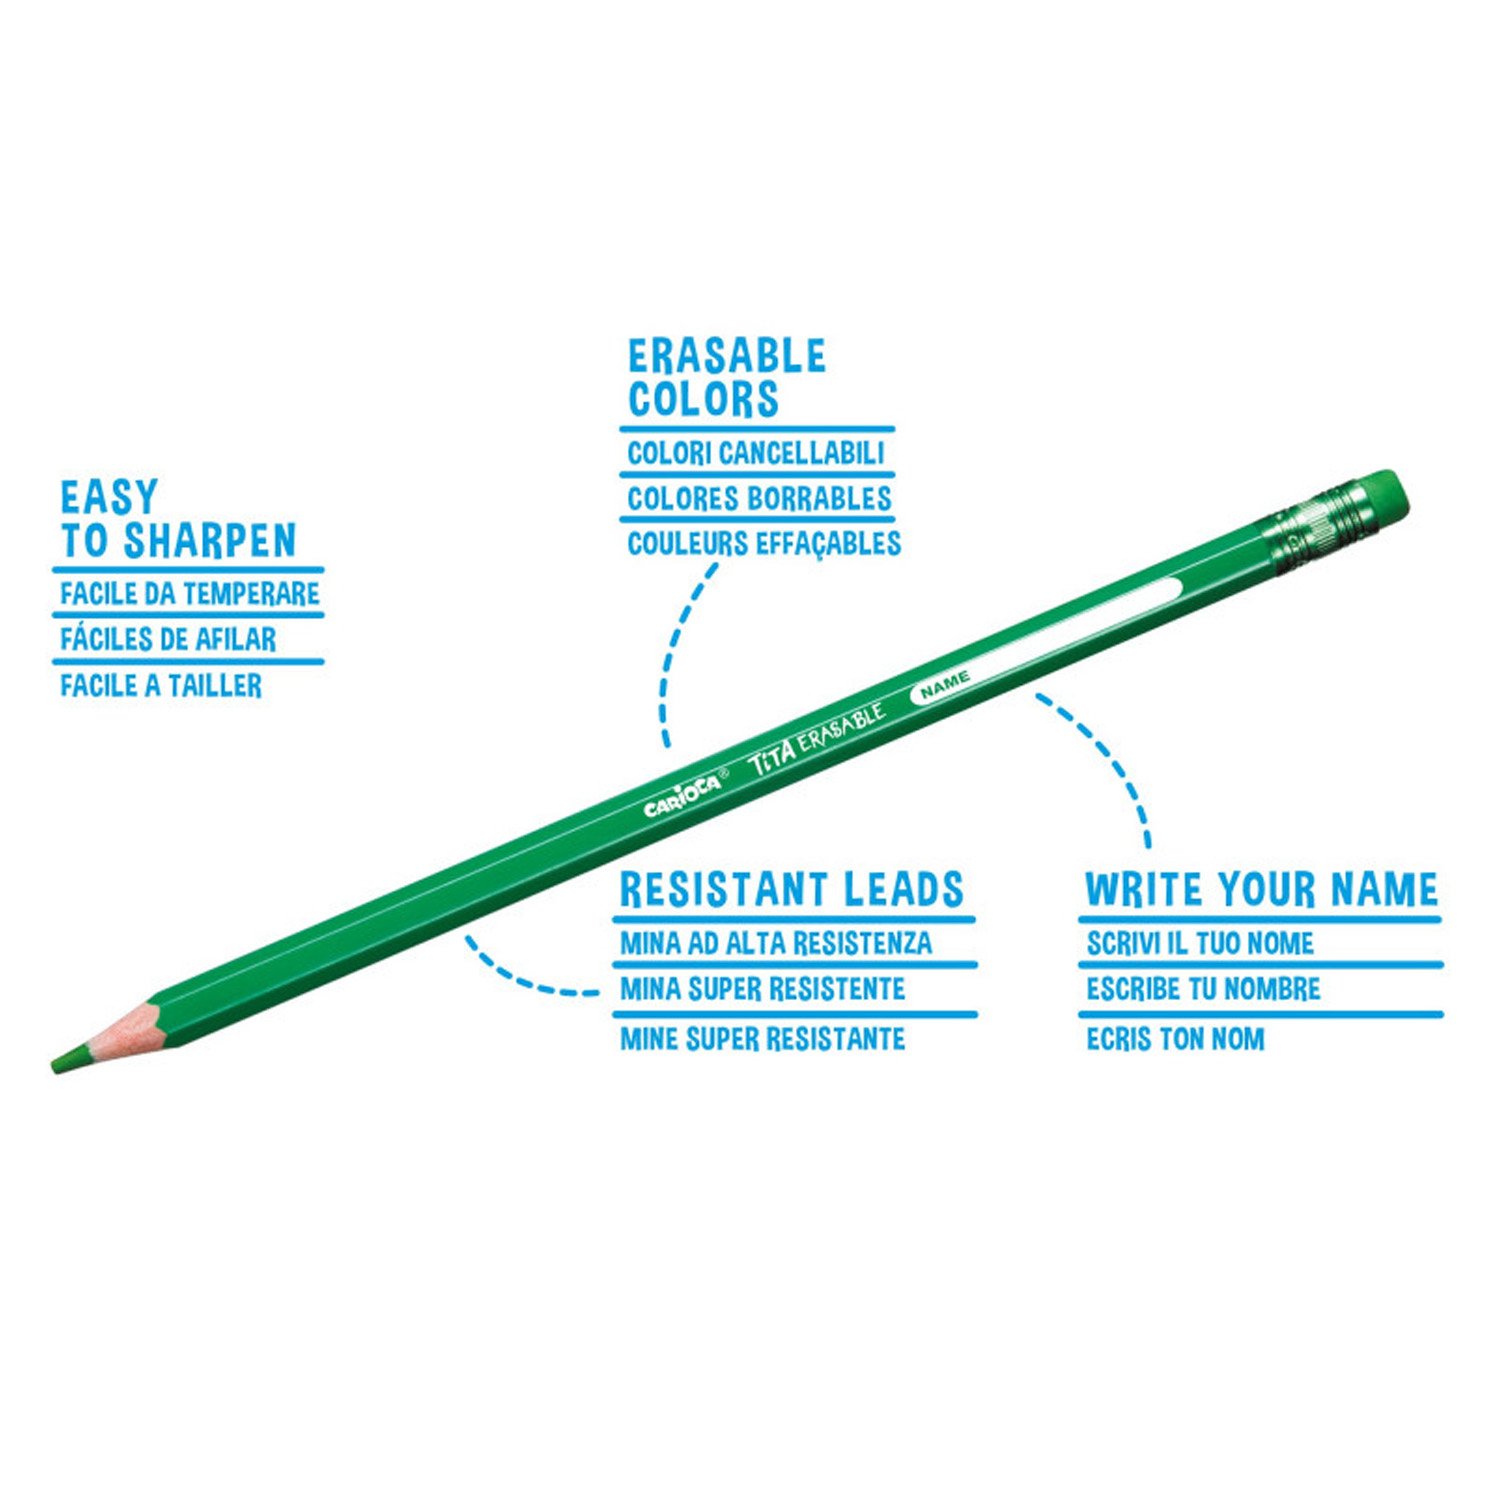 ERASABLE
COLORS
COLORI CANCELLABILI
COLORES BORRABLES
COULEURS EFFAÇABLES
EASY
TO SHARPEN
FACILE DA TEMPERARE
FÁCILES DE AFILAR
FACILE A TAILLER
CARIOCA® TiTA ERASABLE NAME
RESISTANT LEADS
MINA AD ALTA RESISTENZA
MINA SUPER RESISTENTE
MINE SUPER RESISTANTE
WRITE YOUR NAME
SCRIVI IL TUO NOME
ESCRIBE TU NOMBRE
ECRIS TON NOM